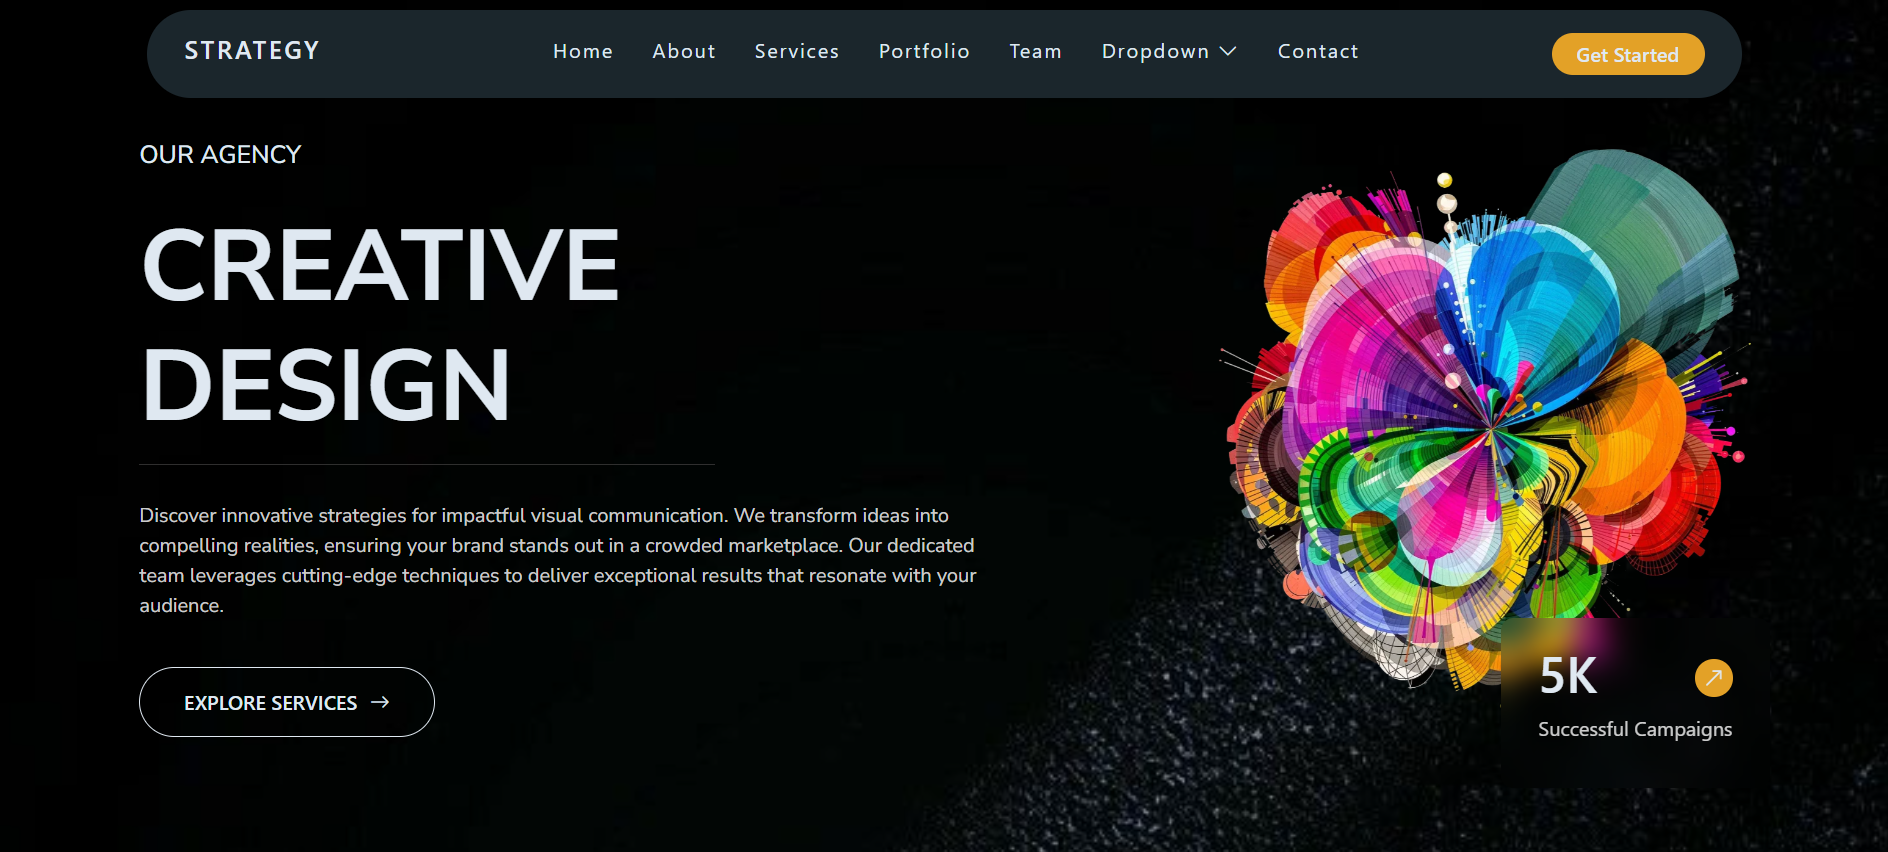 STRATEGY
Home About Services Portfolio Team Dropdown Contact
Get Started
OUR AGENCY
CREATIVE
DESIGN
Discover innovative strategies for impactful visual communication. We transform ideas into
compelling realities, ensuring your brand stands out in a crowded marketplace. Our dedicated
team leverages cutting-edge techniques to deliver exceptional results that resonate with your
audience.
EXPLORE SERVICES
5K
Successful Campaigns